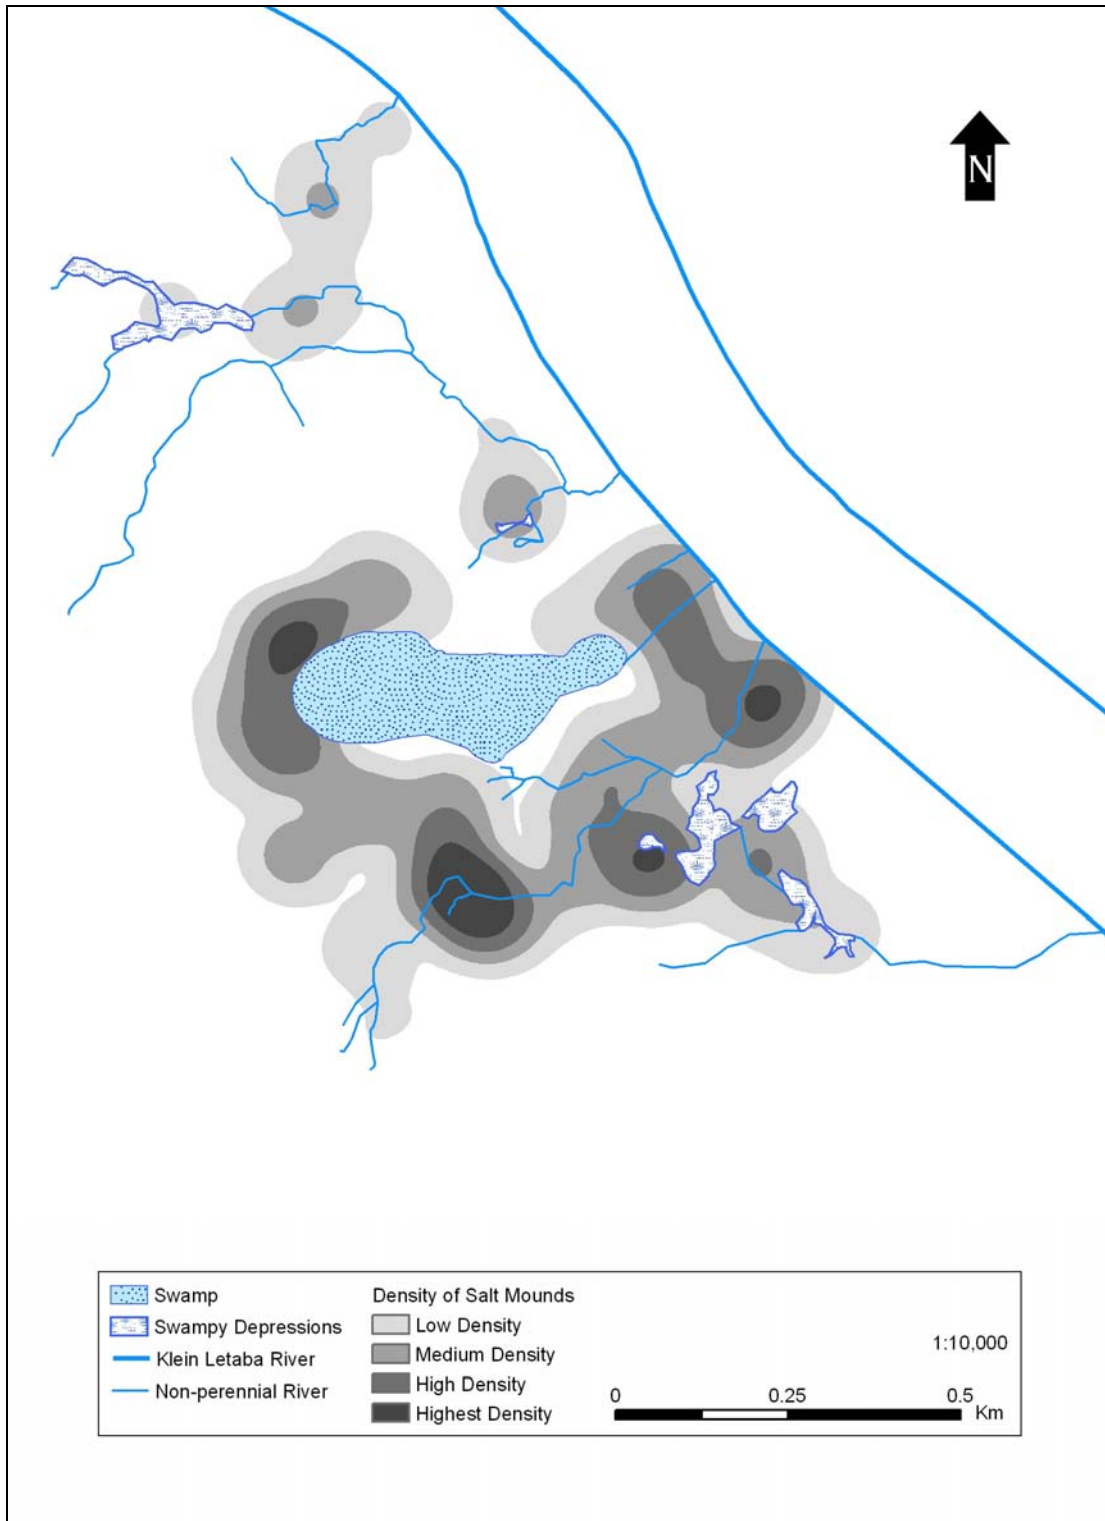 N
Swamp
Swampy Depressions
Klein Letaba River
Non-perennial River
Density of Salt Mounds
Low Density
Medium Density
High Density
Highest Density
1:10,000
0 0.25 0.5
Km